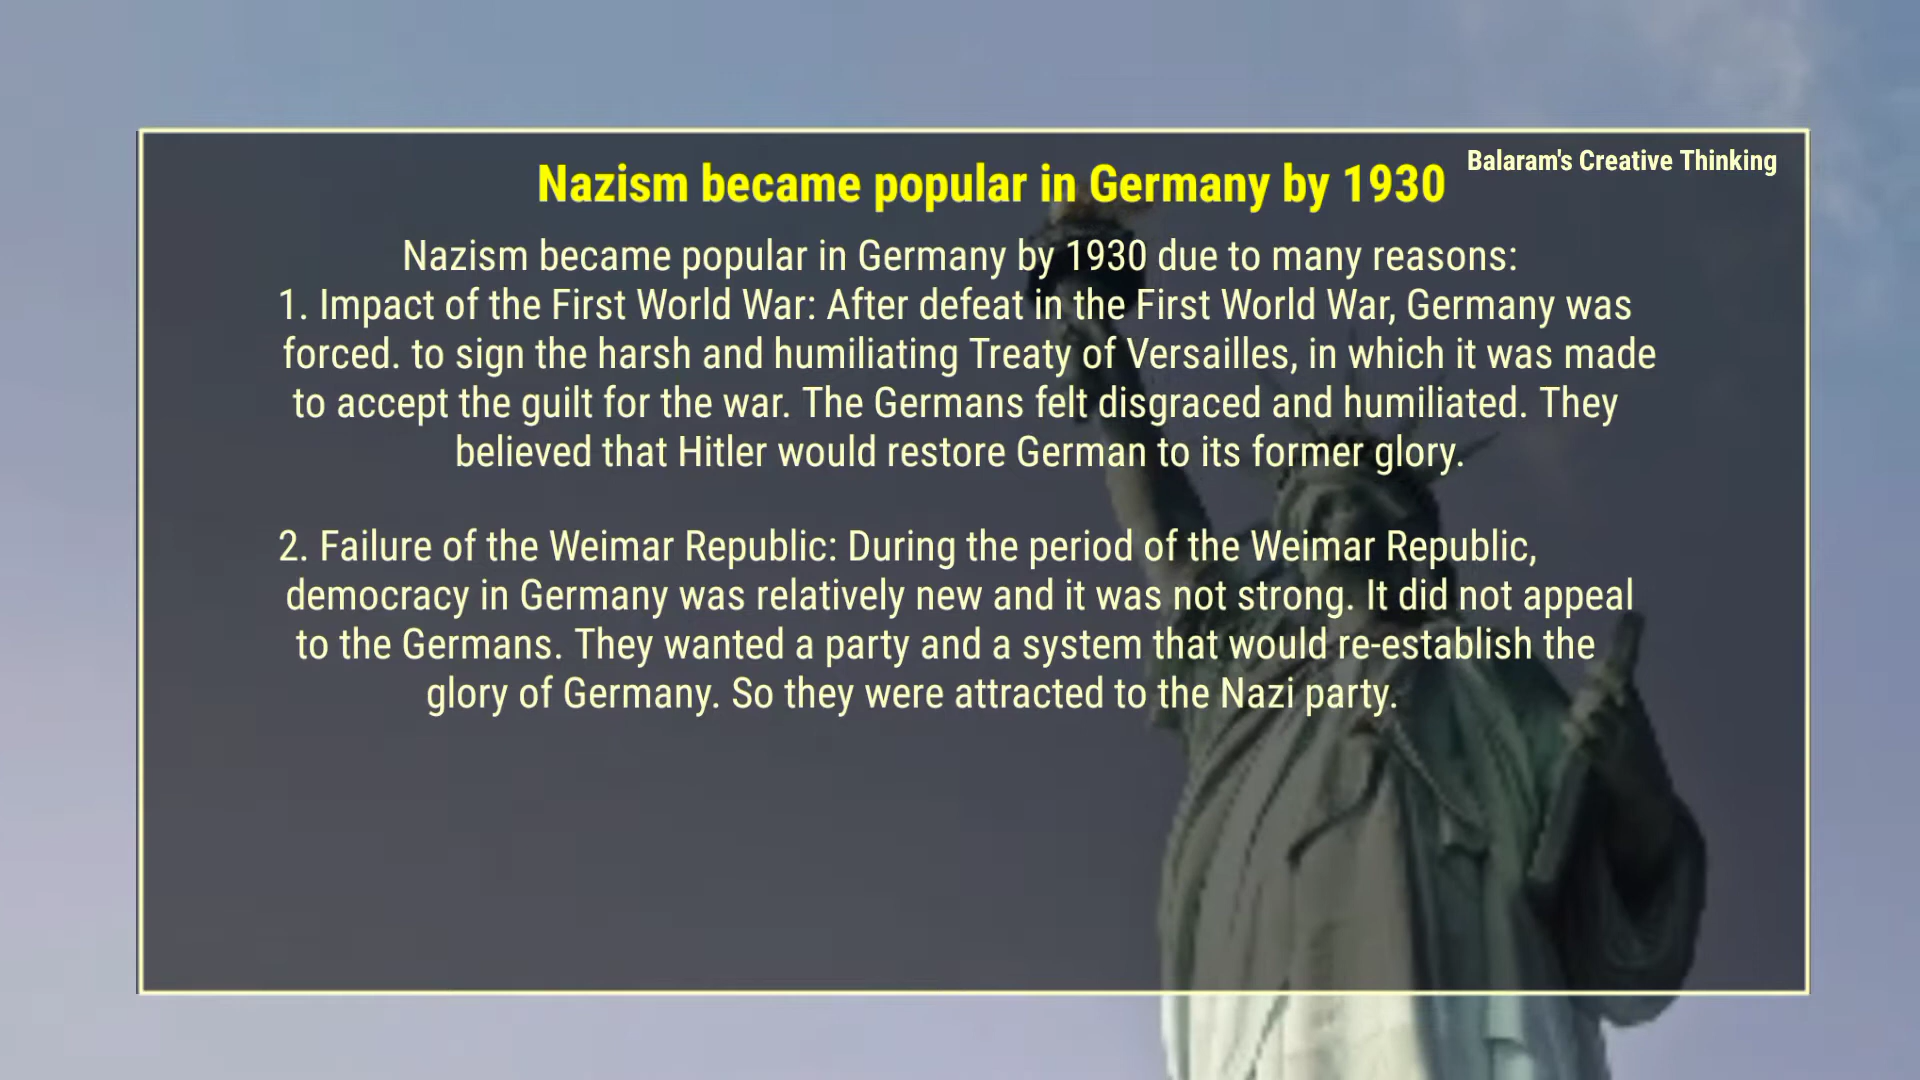 Balaram's Creative Thinking
Nazism became popular in Germany by 1930
Nazism became popular in Germany by 1930 due to many reasons:
1. Impact of the First World War: After defeat in the First World War, Germany was
forced. to sign the harsh and humiliating Treaty of Versailles, in which it was made
to accept the guilt for the war. The Germans felt disgraced and humiliated. They
believed that Hitler would restore German to its former glory.
2. Failure of the Weimar Republic: During the period of the Weimar Republic,
democracy in Germany was relatively new and it was not strong. It did not appeal
to the Germans. They wanted a party and a system that would re-establish the
glory of Germany. So they were attracted to the Nazi party.